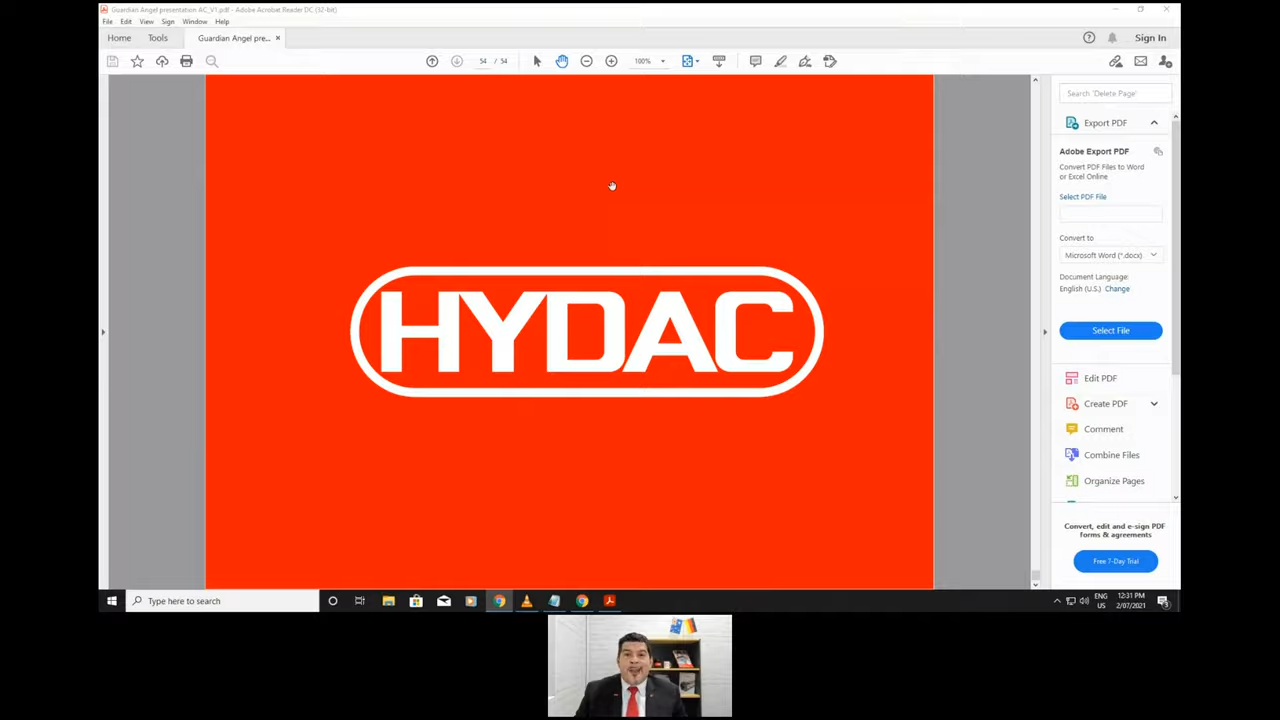 Guardian Angel presentation AC_V1.pdf - Adobe Acrobat Reader DC (32-bit)
File Edit View Sign Window Help
Home Tools Guardian Angel pre... × Sign In
54 / 54 100%
Search 'Delete Page'
Export PDF
Adobe Export PDF
Convert PDF Files to Word
or Excel Online
Select PDF File
Convert to
Microsoft Word (*.docx)
Document Language:
English (U.S.) Change
Select File
Edit PDF
Create PDF
Comment
Combine Files
Organize Pages
Convert, edit and e-sign PDF
forms & agreements
Free 7-Day Trial
HYDAC
Type here to search
ENG
US
12:31 PM
2/07/2021
3